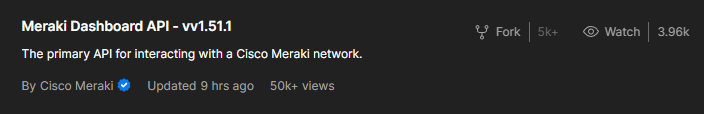 Meraki Dashboard API - vv1.51.1
Fork 5k+ Watch 3.96k
The primary API for interacting with a Cisco Meraki network.
By Cisco Meraki Updated 9 hrs ago 50k+ views